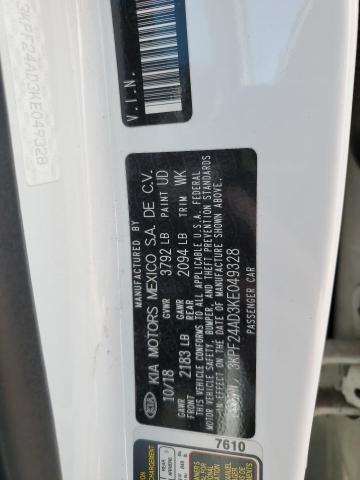 3KPF24AD3KE049328
V.I.N.
MANUFACTURED BY
KIA MOTORS MEXICO S.A. DE C.V.
10/18 GVWR 3792 LB PAINT UD
GAWR FRONT 2183 LB GAWR REAR 2094 LB TRIM WK
THIS VEHICLE CONFORMS TO ALL APPLICABLE U.S.A. FEDERAL
MOTOR VEHICLE SAFETY, BUMPER, AND THEFT PREVENTION STANDARDS
IN EFFECT ON THE DATE OF MANUFACTURE SHOWN ABOVE.
3KPF24AD3KE049328
PASSENGER CAR
7610